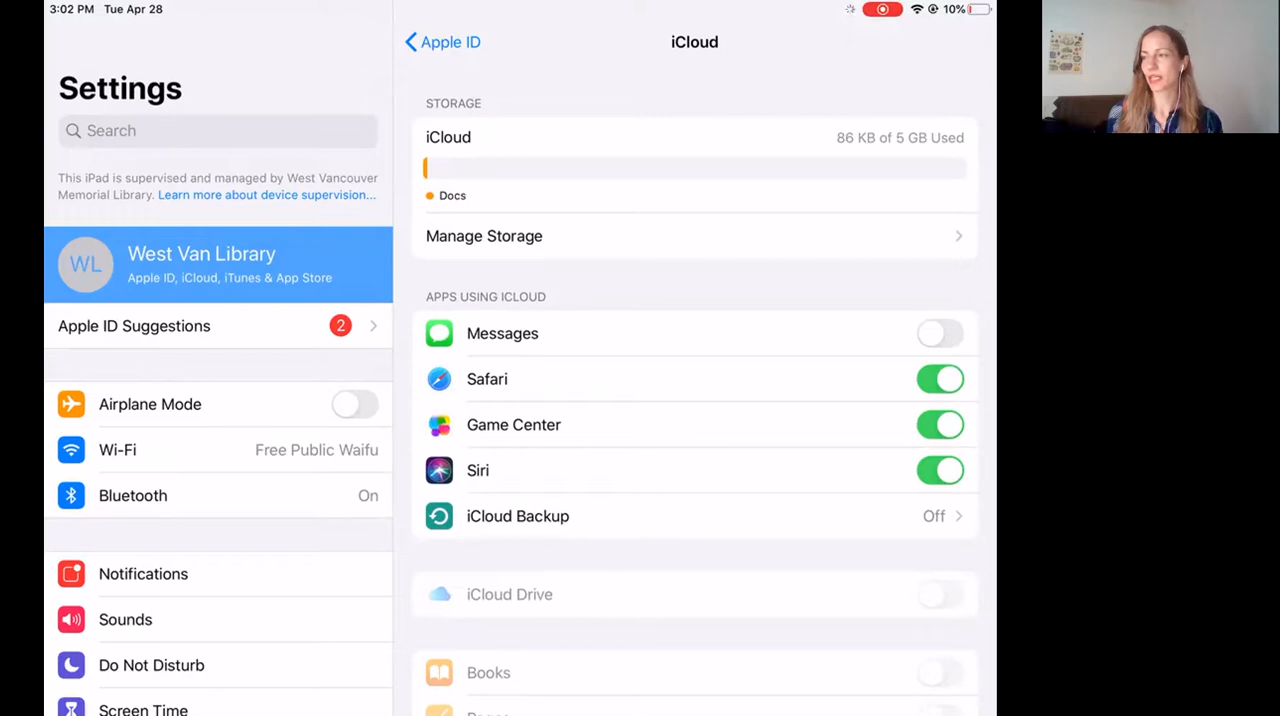 3:02 PM Tue Apr 28
10%
Settings
Search
This iPad is supervised and managed by West Vancouver
Memorial Library. Learn more about device supervision...
WL
West Van Library
Apple ID, iCloud, iTunes & App Store
Apple ID Suggestions 2
Airplane Mode
Wi-Fi Free Public Waifu
Bluetooth On
Notifications
Sounds
Do Not Disturb
Screen Time
Apple ID
iCloud
STORAGE
iCloud 86 KB of 5 GB Used
Docs
Manage Storage
APPS USING ICLOUD
Messages
Safari
Game Center
Siri
iCloud Backup Off
iCloud Drive
Books
Pages